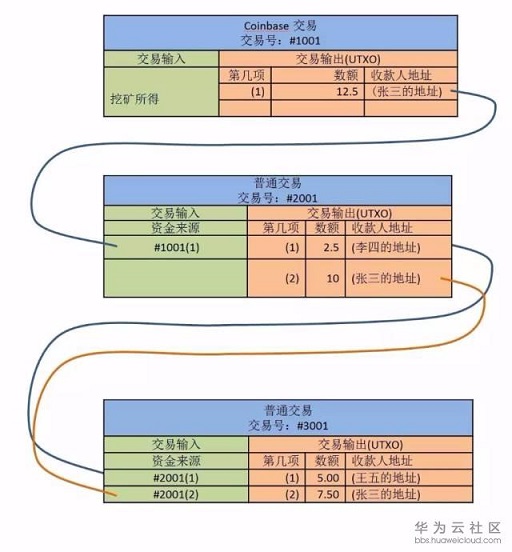 Coinbase 交易
交易号：#1001
交易输入 交易输出(UTXO)
第几项 数额 收款人地址
挖矿所得 (1) 12.5 (张三的地址)
普通交易
交易号：#2001
交易输入 交易输出(UTXO)
资金来源 第几项 数额 收款人地址
#1001(1) (1) 2.5 (李四的地址)
(2) 10 (张三的地址)
普通交易
交易号：#3001
交易输入 交易输出(UTXO)
资金来源 第几项 数额 收款人地址
#2001(1) (1) 5.00 (王五的地址)
#2001(2) (2) 7.50 (张三的地址)
华为云社区
bbs.huaweicloud.com